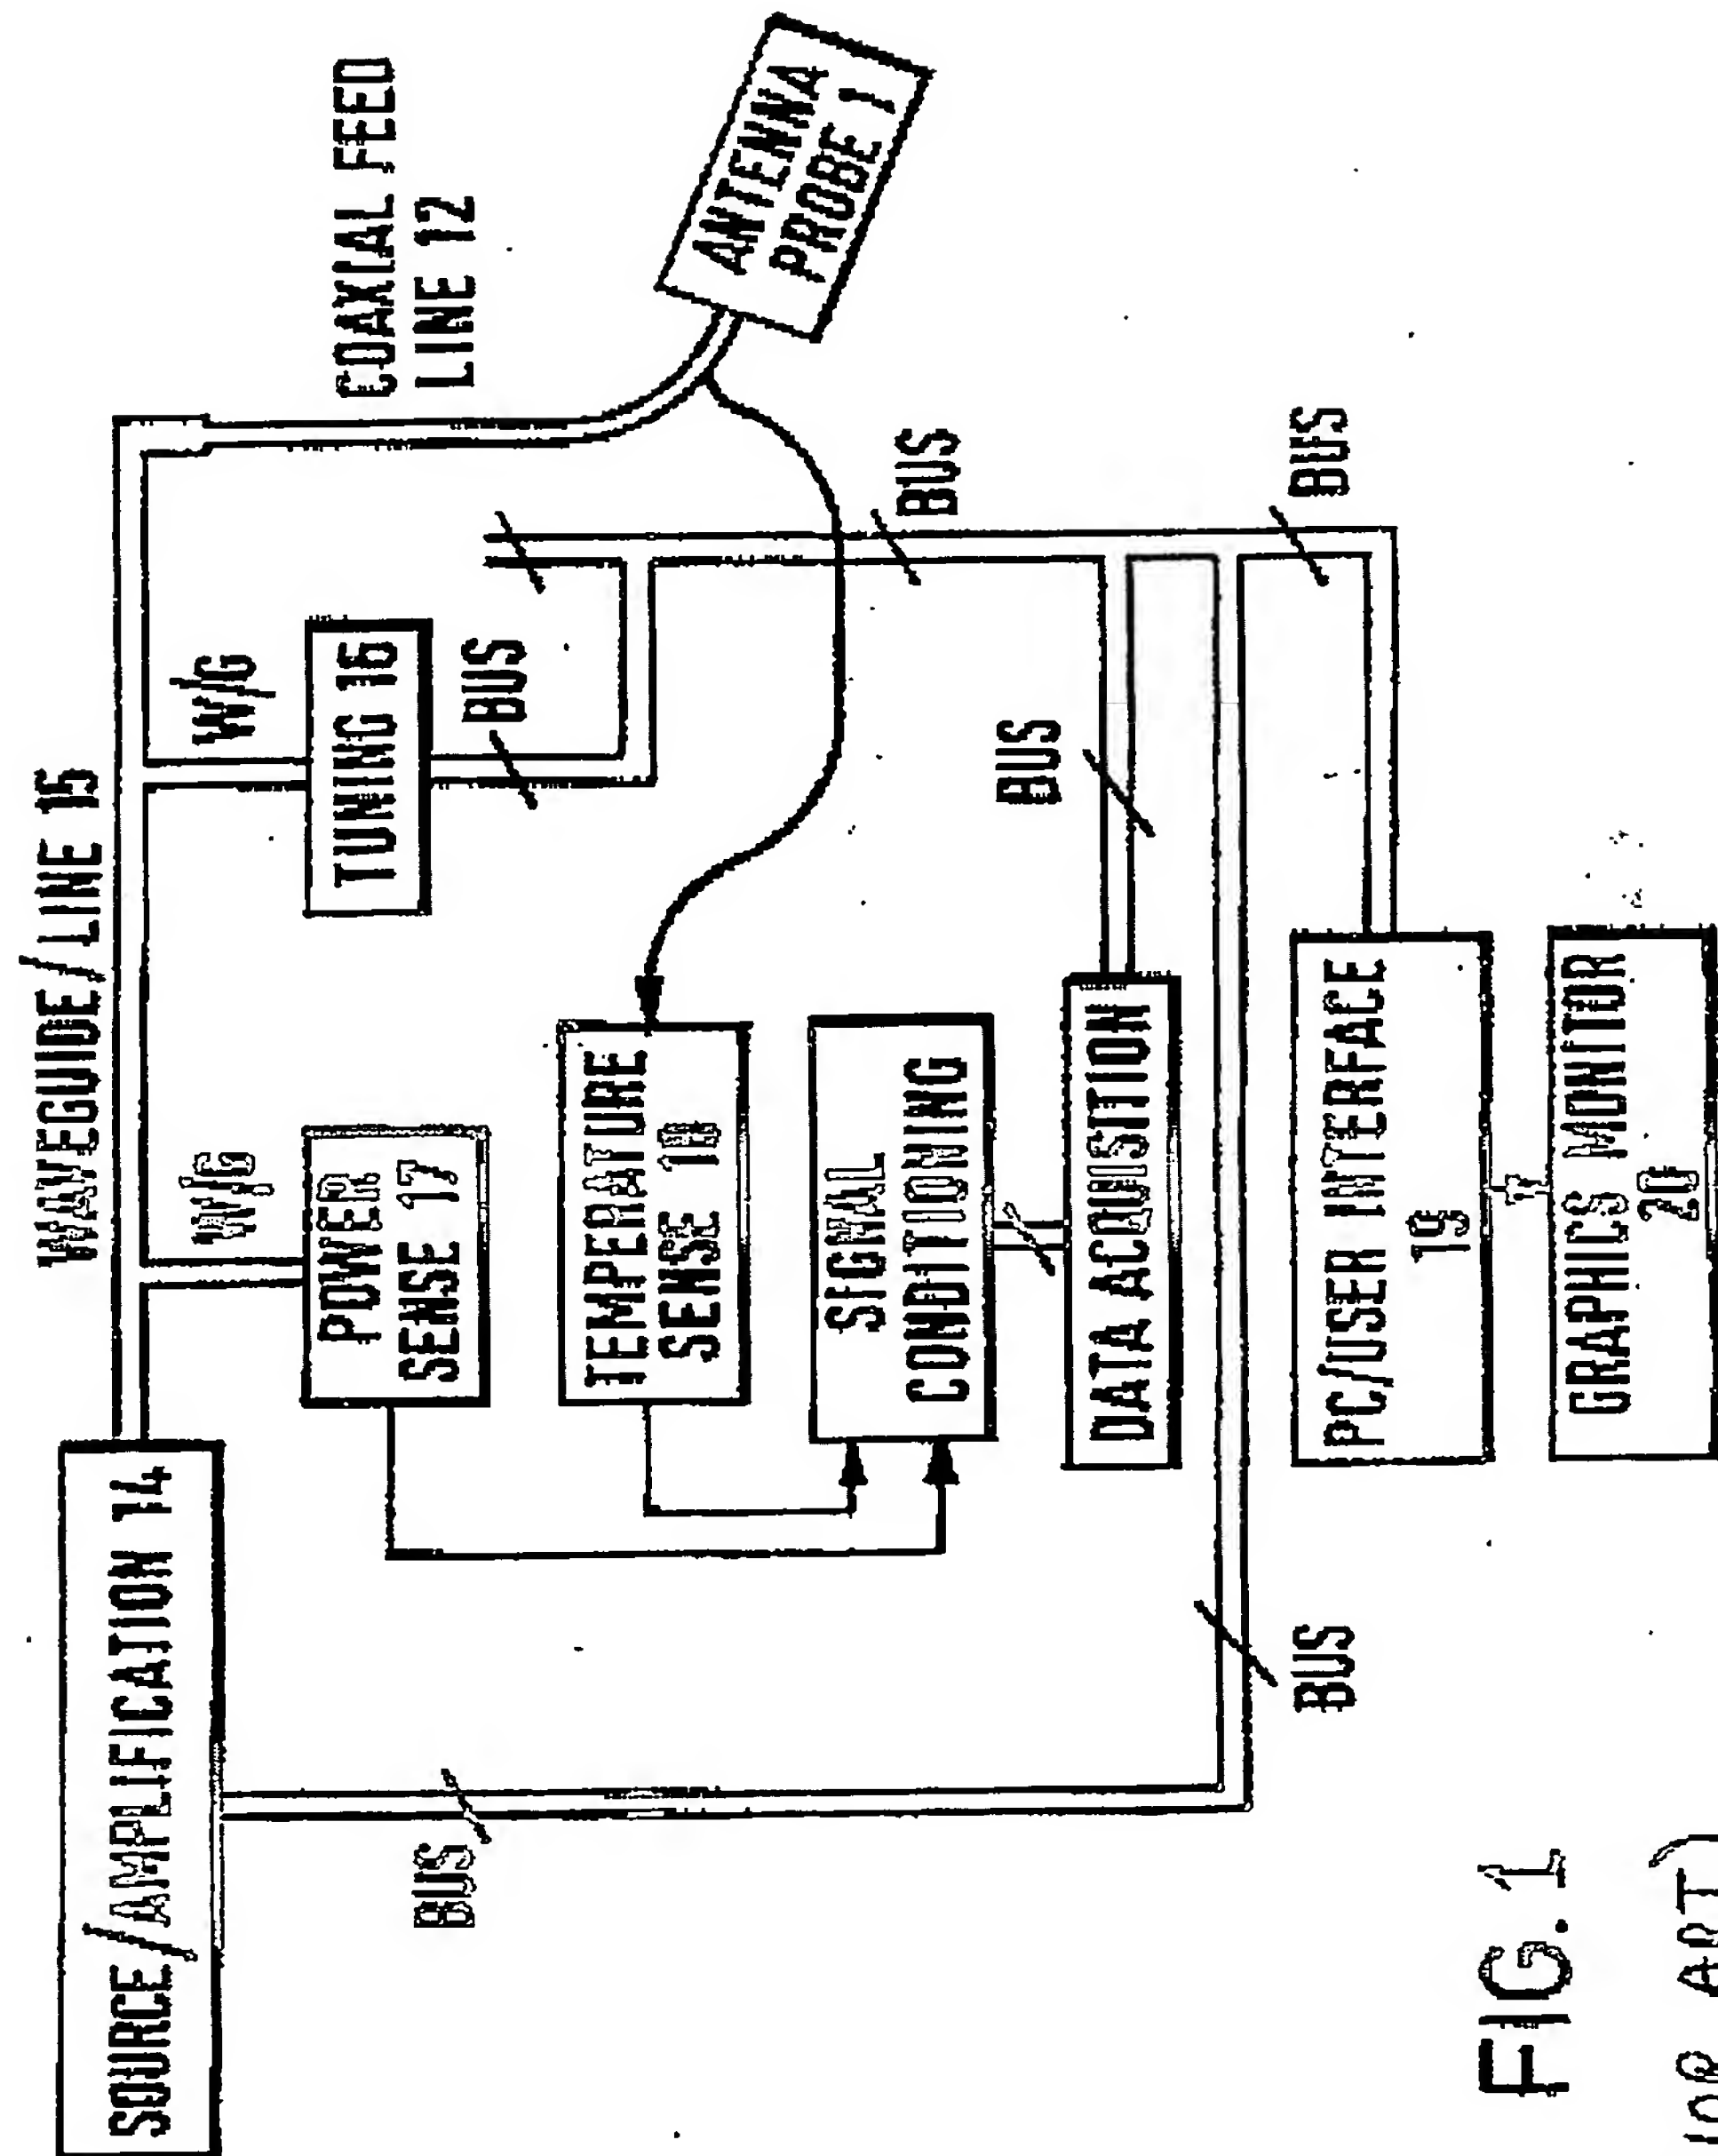 WAVEGUIDE/LINE 15
SOURCE/AMPLIFICATION 14
W/G
W/G
COAXIAL FEED
LINE 12
POWER
SENSE 17
TUNING 16
BUS
BUS
ANTENNA
PROBE 1
TEMPERATURE
SENSE
SIGNAL
CONDITIONING
BUS
BUS
DATA ACQUISITION
BUS
BUS
PC/USER INTERFACE
19
GRAPHICS MONITOR
20
FIG.1
ART)